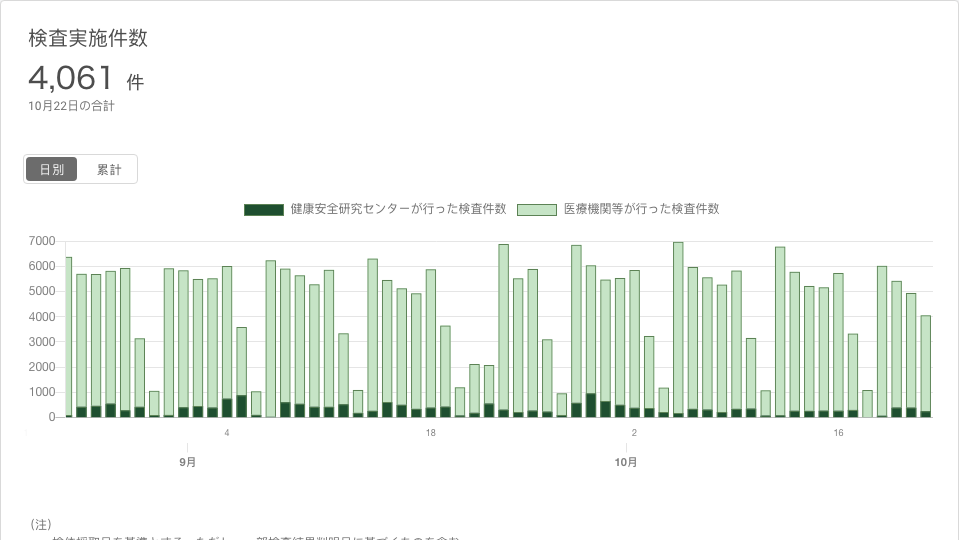 検査実施件数
4,061 件
10月22日の合計
日別 累計
健康安全研究センターが行った検査件数 医療機関等が行った検査件数
7000
6000
5000
4000
3000
2000
1000
0
4 18 2 16
9月 10月
（注）